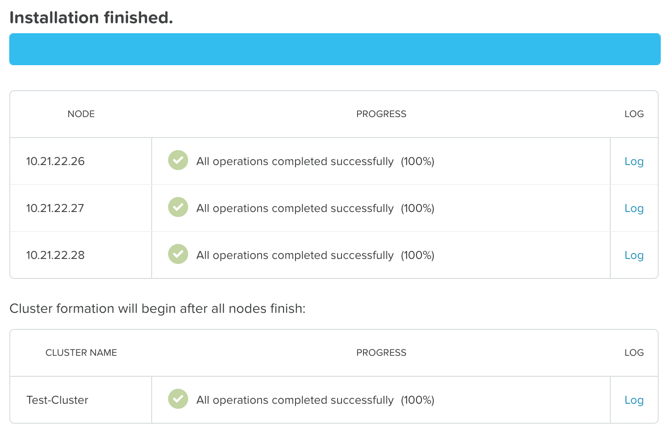 Installation finished.
NODE PROGRESS LOG
10.21.22.26 All operations completed successfully (100%) Log
10.21.22.27 All operations completed successfully (100%) Log
10.21.22.28 All operations completed successfully (100%) Log
Cluster formation will begin after all nodes finish:
CLUSTER NAME PROGRESS LOG
Test-Cluster All operations completed successfully (100%) Log